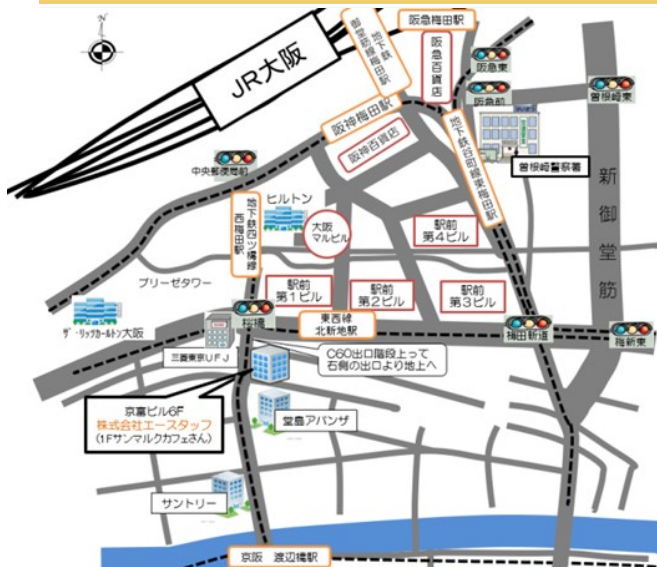 阪急梅田駅
地下鉄
御堂筋線梅田駅
阪急百貨店
阪急東
JR大阪
阪急前
曽根崎東
阪神梅田駅
阪神百貨店
地下鉄谷町線東梅田駅
曽根崎警察署
中央郵便局前
新御堂筋
地下鉄四ツ橋線
西梅田駅
ヒルトン
大阪
マルビル
駅前
第4ビル
ブリーゼタワー
駅前
第1ビル
駅前
第2ビル
駅前
第3ビル
ザ・リッツカールトン大阪
桜橋
東西線
北新地駅
梅田新道
梅新東
三菱東京UFJ
C60出口階段上って
右側の出口より地上へ
京富ビル6F
株式会社エースタッフ
(1Fサンマルクカフェさん)
堂島アバンザ
サントリー
京阪 渡辺橋駅